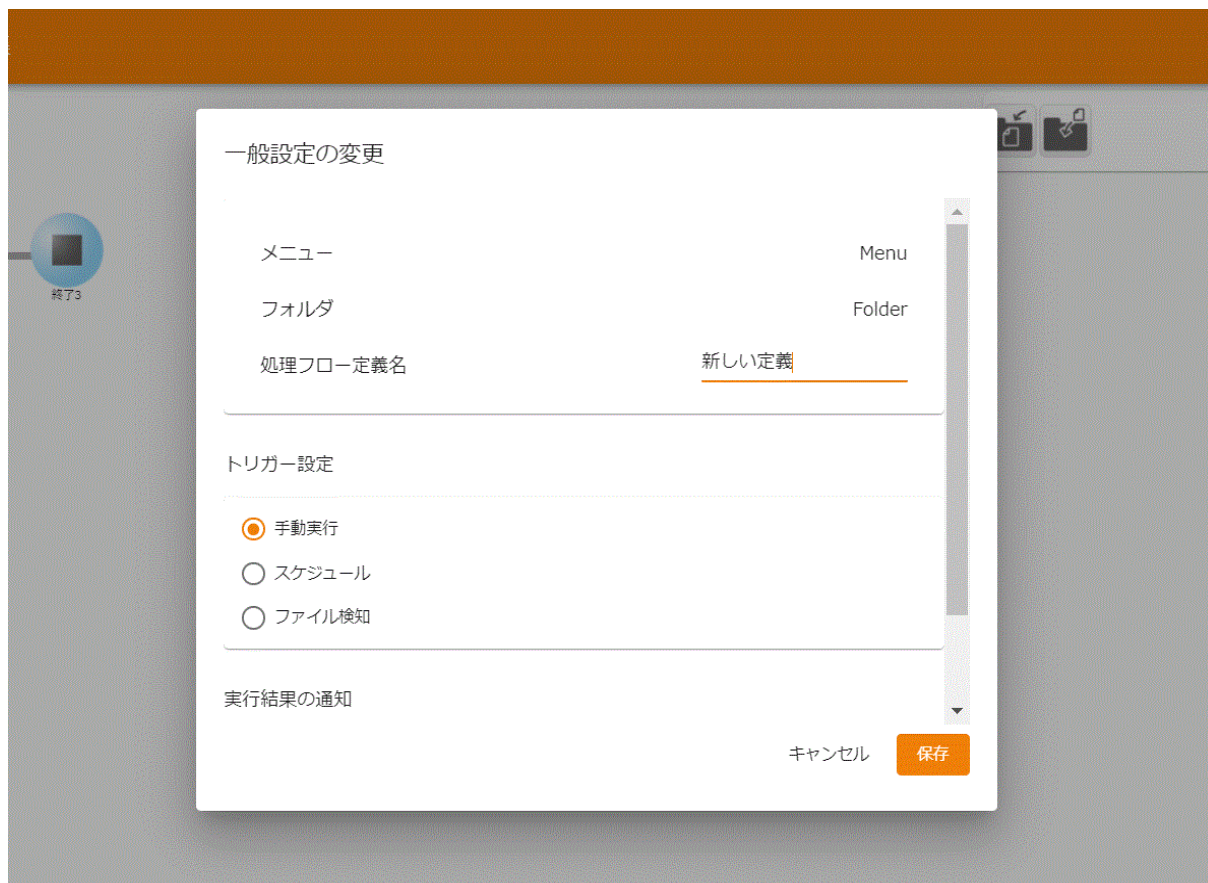 一般設定の変更
メニュー Menu
フォルダ Folder
処理フロー定義名 新しい定義
トリガー設定
手動実行
スケジュール
ファイル検知
実行結果の通知
キャンセル 保存
終了3